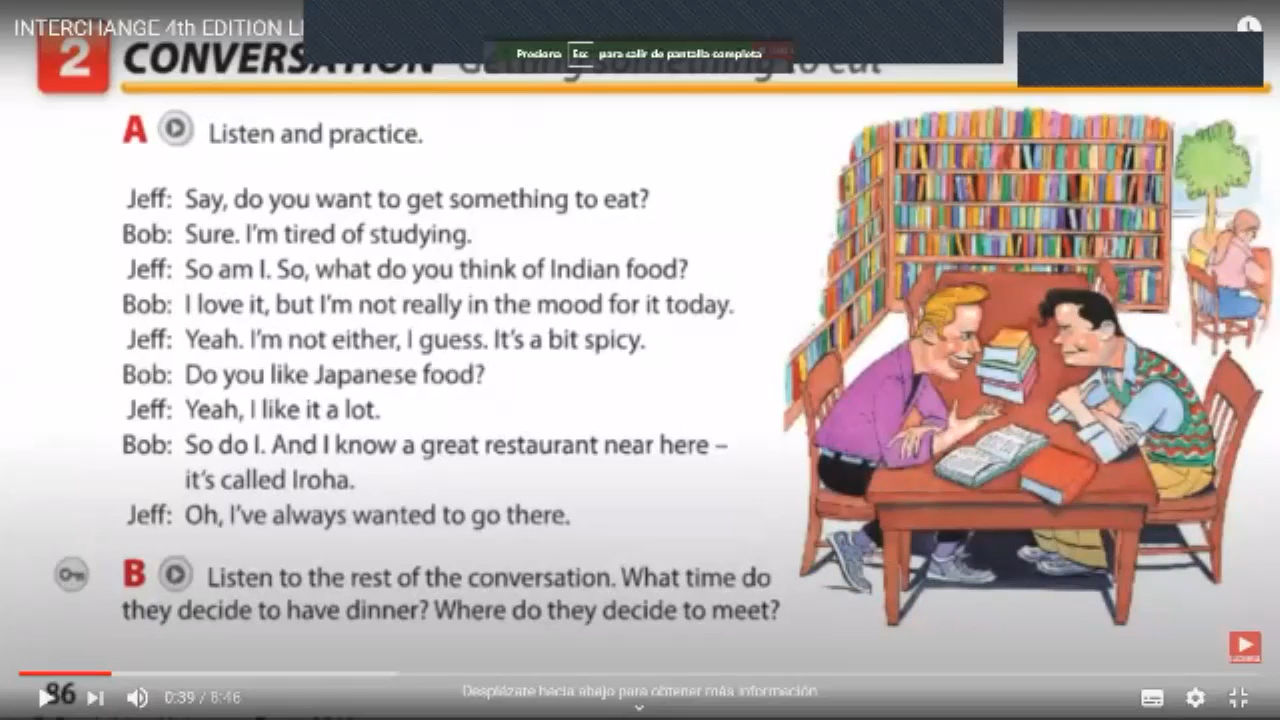 INTERCHANGE 4th EDITION
Presiona Esc para salir de pantalla completa
2 CONVERSATION Getting something to eat
A Listen and practice.
Jeff: Say, do you want to get something to eat?
Bob: Sure. I'm tired of studying.
Jeff: So am I. So, what do you think of Indian food?
Bob: I love it, but I'm not really in the mood for it today.
Jeff: Yeah. I'm not either, I guess. It's a bit spicy.
Bob: Do you like Japanese food?
Jeff: Yeah, I like it a lot.
Bob: So do I. And I know a great restaurant near here –
it's called Iroha.
Jeff: Oh, I've always wanted to go there.
B Listen to the rest of the conversation. What time do
they decide to have dinner? Where do they decide to meet?
86
0:39 / 8:46
Desplázate hacia abajo para obtener más información